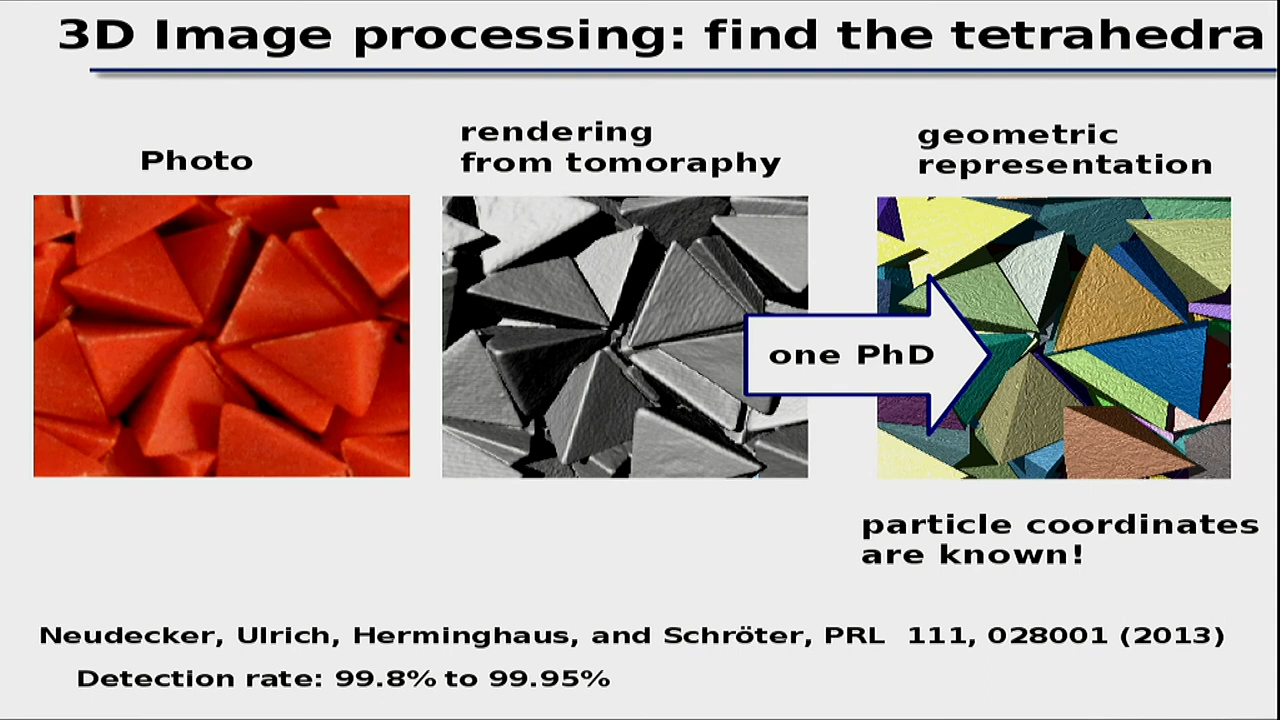 3D Image processing: find the tetrahedra
Photo
rendering
from tomoraphy
geometric
representation
one PhD
particle coordinates
are known!
Neudecker, Ulrich, Herminghaus, and Schröter, PRL 111, 028001 (2013)
Detection rate: 99.8% to 99.95%